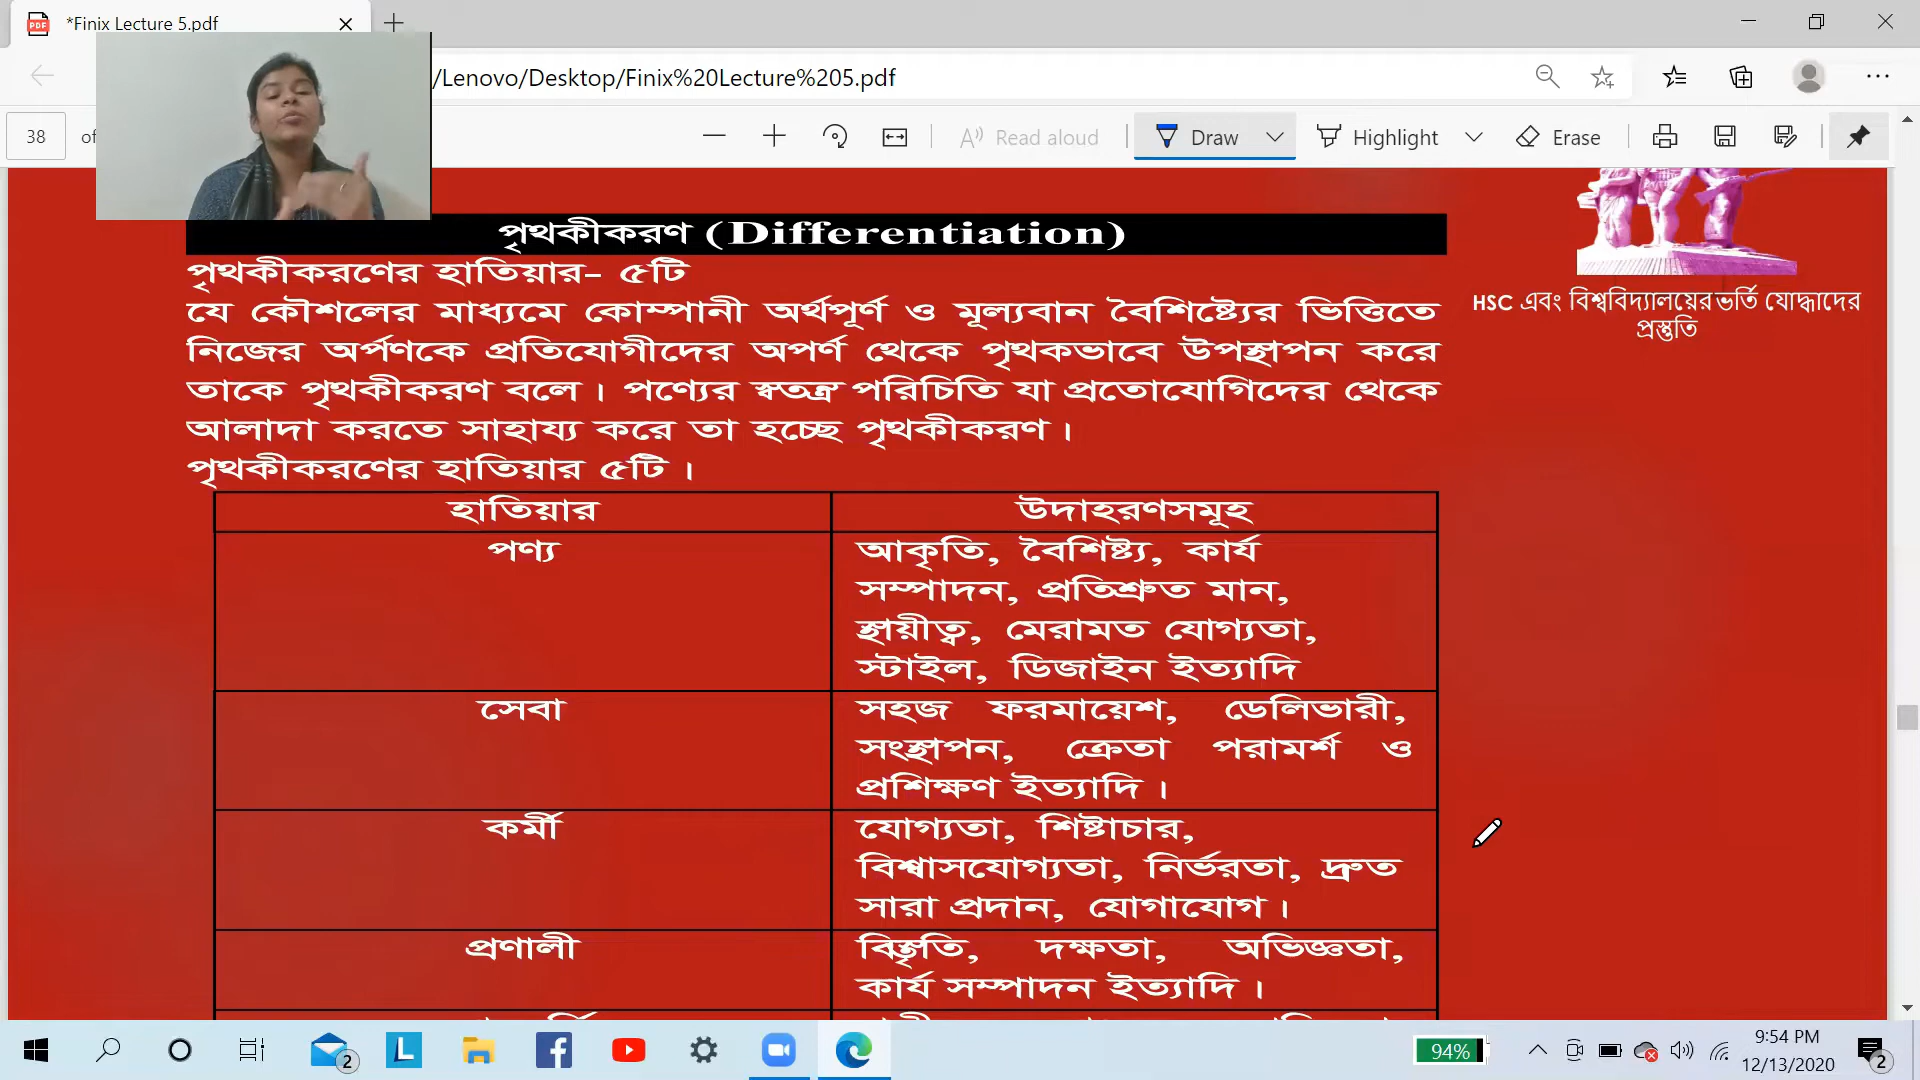 *Finix Lecture 5.pdf
/Lenovo/Desktop/Finix%20Lecture%205.pdf
38 of
Read aloud
Draw
Highlight
Erase
পৃথকীকরণ (Differentiation)
পৃথকীকরণের হাতিয়ার– ৫টি
যে কৌশলের মাধ্যমে কোম্পানী অর্থপূর্ণ ও মূল্যবান বৈশিষ্ট্যের ভিত্তিতে
নিজের অর্পণকে প্রতিযোগীদের অপর্ণ থেকে পৃথকভাবে উপস্থাপন করে
তাকে পৃথকীকরণ বলে । পণ্যের স্বতন্ত্র পরিচিতি যা প্রতোযোগিদের থেকে
আলাদা করতে সাহায্য করে তা হচ্ছে পৃথকীকরণ ।
পৃথকীকরণের হাতিয়ার ৫টি ।
HSC এবং বিশ্ববিদ্যালয়ের ভর্তি যোদ্ধাদের
প্রস্তুতি
হাতিয়ার
উদাহরণসমূহ
পণ্য
আকৃতি, বৈশিষ্ট্য, কার্য
সম্পাদন, প্রতিশ্রুত মান,
স্থায়ীত্ব, মেরামত যোগ্যতা,
স্টাইল, ডিজাইন ইত্যাদি
সেবা
সহজ ফরমায়েশ, ডেলিভারী,
সংস্থাপন, ক্রেতা পরামর্শ ও
প্রশিক্ষণ ইত্যাদি ।
কর্মী
যোগ্যতা, শিষ্টাচার,
বিশ্বাসযোগ্যতা, নির্ভরতা, দ্রুত
সারা প্রদান, যোগাযোগ ।
প্রণালী
বিস্তৃতি, দক্ষতা, অভিজ্ঞতা,
কার্য সম্পাদন ইত্যাদি ।
2
L
94%
9:54 PM
12/13/2020
2